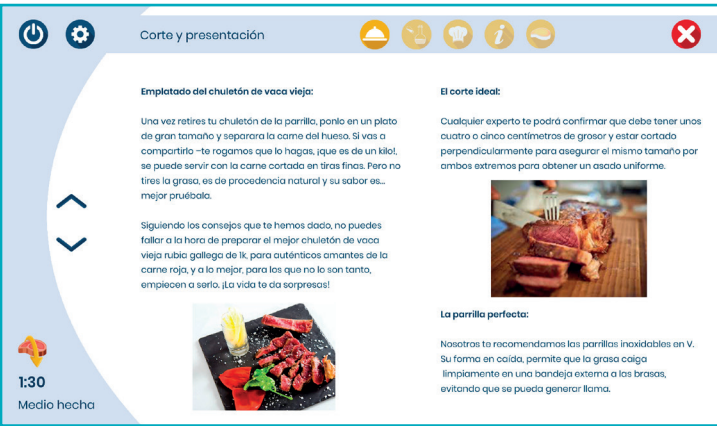 Corte y presentación
Emplatado del chuletón de vaca vieja:
Una vez retires tu chuletón de la parrilla, ponlo en un plato
de gran tamaño y separara la carne del hueso. Si vas a
compartirlo –te rogamos que lo hagas, ¡que es de un kilo!,
se puede servir con la carne cortada en tiras finas. Pero no
tires la grasa, es de procedencia natural y su sabor es...
mejor pruébala.
Siguiendo los consejos que te hemos dado, no puedes
fallar a la hora de preparar el mejor chuletón de vaca
vieja rubia gallega de 1k, para auténticos amantes de la
carne roja, y a lo mejor, para los que no lo son tanto,
empiecen a serlo. ¡La vida te da sorpresas!
El corte ideal:
Cualquier experto te podrá confirmar que debe tener unos
cuatro o cinco centímetros de grosor y estar cortado
perpendicularmente para asegurar el mismo tamaño por
ambos extremos para obtener un asado uniforme.
La parrilla perfecta:
Nosotros te recomendamos las parrillas inoxidables en V.
Su forma en caída, permite que la grasa caiga
limpiamente en una bandeja externa a las brasas,
evitando que se pueda generar llama.
1:30
Medio hecha